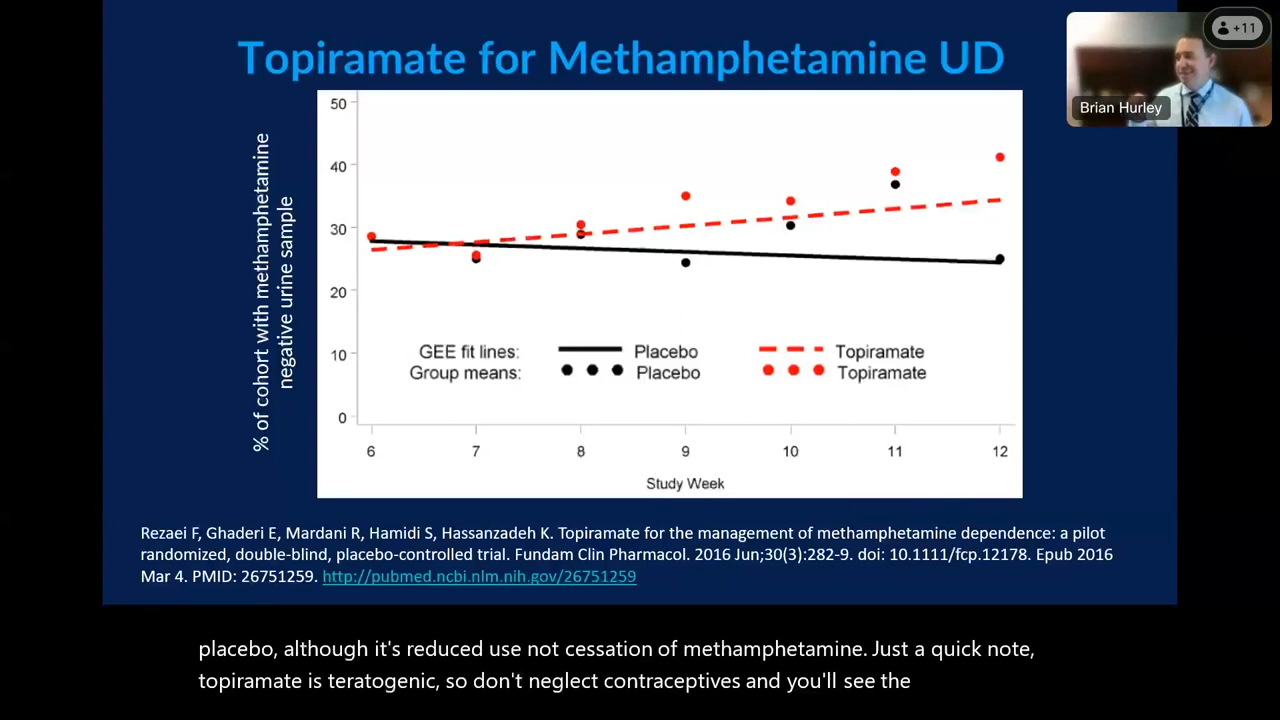 Topiramate for Methamphetamine UD
+11
Brian Hurley
% of cohort with methamphetamine
negative urine sample
50
40
30
20
10
0
GEE fit lines: Placebo Topiramate
Group means: Placebo Topiramate
6 7 8 9 10 11 12
Study Week
Rezaei F, Ghaderi E, Mardani R, Hamidi S, Hassanzadeh K. Topiramate for the management of methamphetamine dependence: a pilot
randomized, double-blind, placebo-controlled trial. Fundam Clin Pharmacol. 2016 Jun;30(3):282-9. doi: 10.1111/fcp.12178. Epub 2016
Mar 4. PMID: 26751259. http://pubmed.ncbi.nlm.nih.gov/26751259
placebo, although it's reduced use not cessation of methamphetamine. Just a quick note,
topiramate is teratogenic, so don't neglect contraceptives and you'll see the